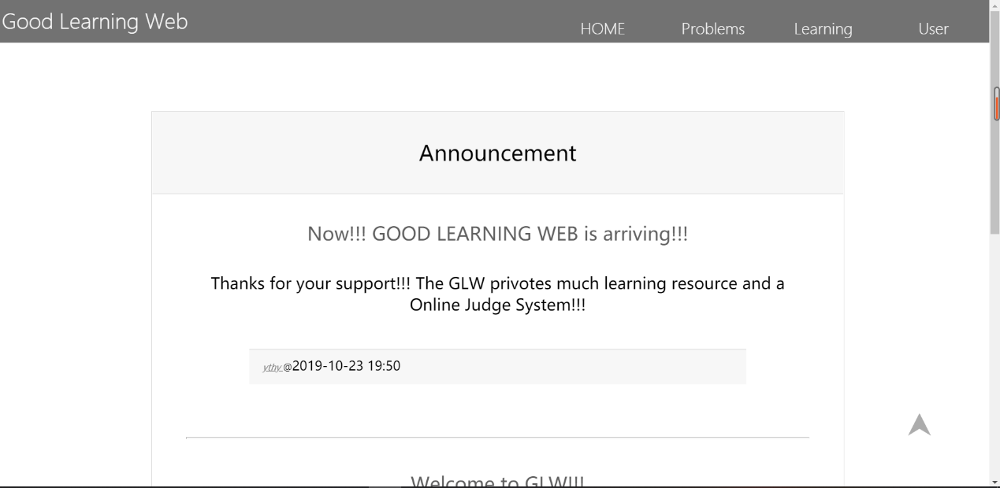 Good Learning Web
HOME Problems Learning User
Announcement
Now!!! GOOD LEARNING WEB is arriving!!!
Thanks for your support!!! The GLW privotes much learning resource and a
Online Judge System!!!
ythy@2019-10-23 19:50
Welcome to GLW!!!